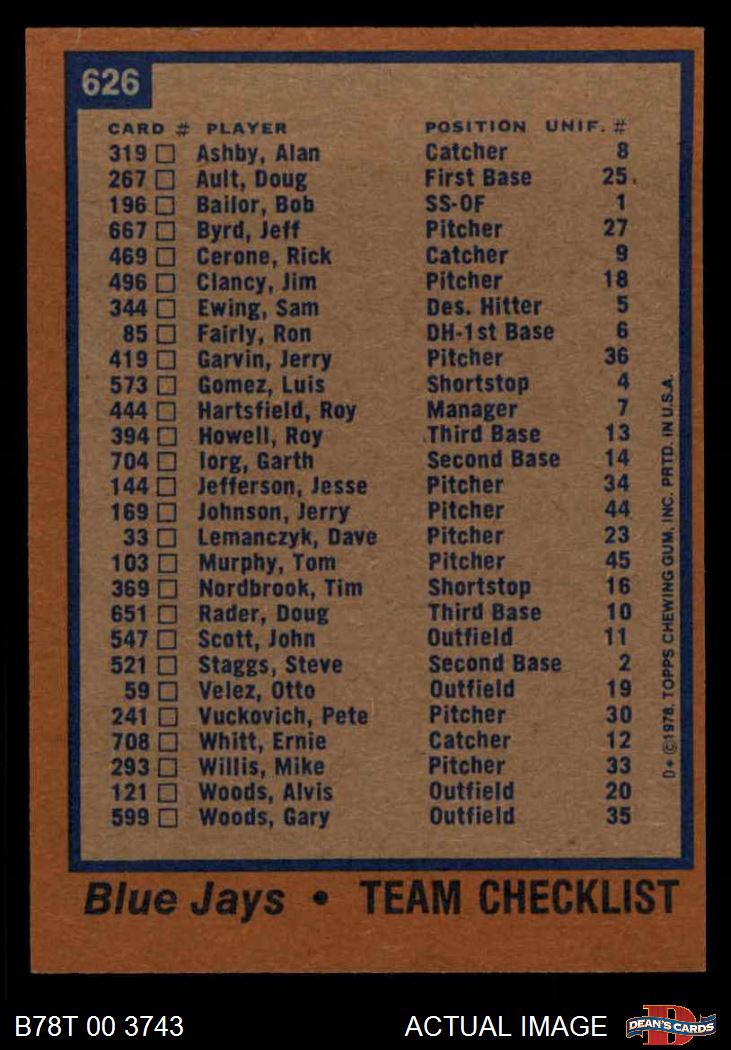 626
CARD # PLAYER POSITION UNIF. #
319 □ Ashby, Alan Catcher 8
267 □ Ault, Doug First Base 25
196 □ Bailor, Bob SS-OF 1
667 □ Byrd, Jeff Pitcher 27
469 □ Cerone, Rick Catcher 9
496 □ Clancy, Jim Pitcher 18
344 □ Ewing, Sam Des. Hitter 5
85 □ Fairly, Ron DH-1st Base 6
419 □ Garvin, Jerry Pitcher 36
573 □ Gomez, Luis Shortstop 4
444 □ Hartsfield, Roy Manager 7
394 □ Howell, Roy Third Base 13
704 □ Iorg, Garth Second Base 14
144 □ Jefferson, Jesse Pitcher 34
169 □ Johnson, Jerry Pitcher 44
33 □ Lemanczyk, Dave Pitcher 23
103 □ Murphy, Tom Pitcher 45
369 □ Nordbrook, Tim Shortstop 16
651 □ Rader, Doug Third Base 10
547 □ Scott, John Outfield 11
521 □ Staggs, Steve Second Base 2
59 □ Velez, Otto Outfield 19
241 □ Vuckovich, Pete Pitcher 30
708 □ Whitt, Ernie Catcher 12
293 □ Willis, Mike Pitcher 33
121 □ Woods, Alvis Outfield 20
599 □ Woods, Gary Outfield 35
D* ©1978, TOPPS CHEWING GUM, INC. PRTD. IN U.S.A.
Blue Jays • TEAM CHECKLIST
B78T 00 3743 ACTUAL IMAGE
D
DEAN'S CARDS